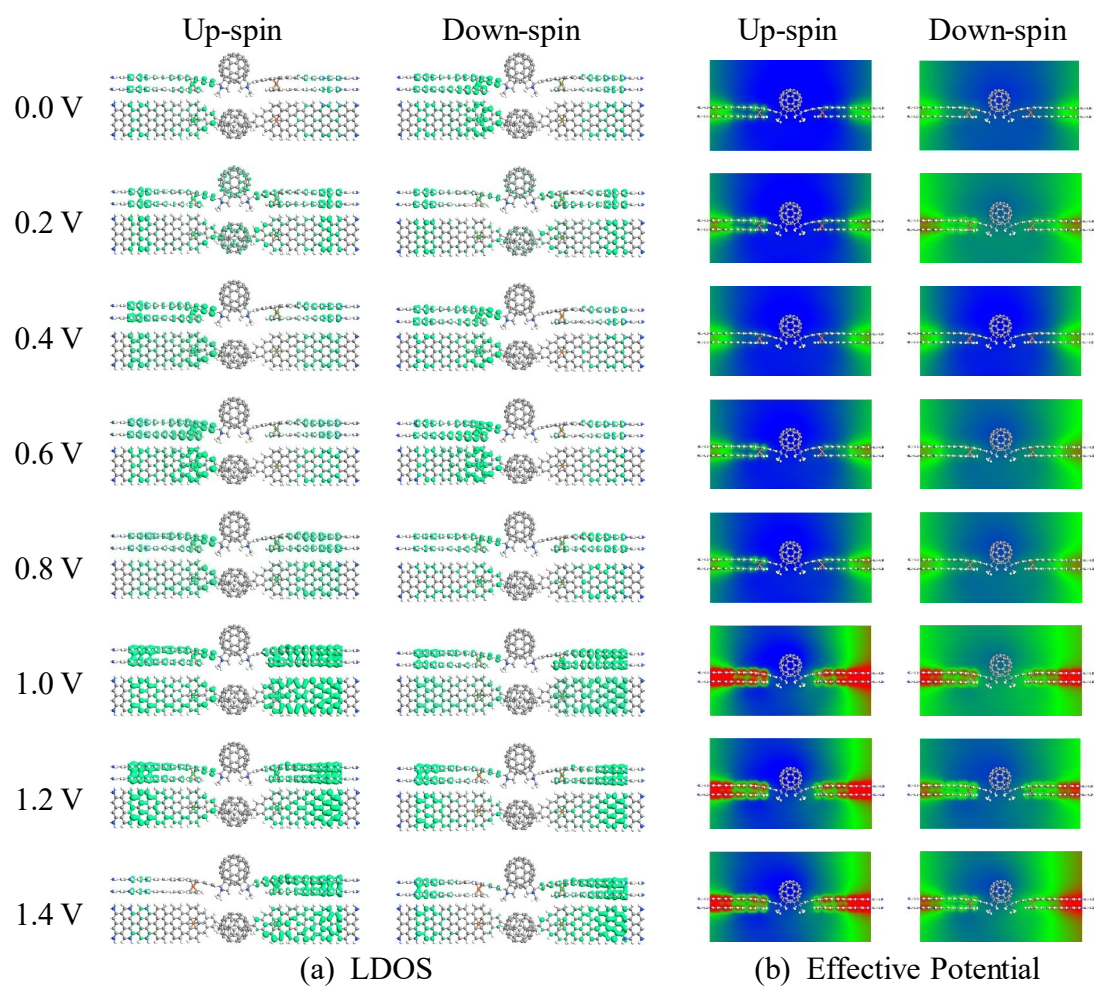 Up-spin Down-spin Up-spin Down-spin
0.0 V
0.2 V
0.4 V
0.6 V
0.8 V
1.0 V
1.2 V
1.4 V
(a) LDOS (b) Effective Potential